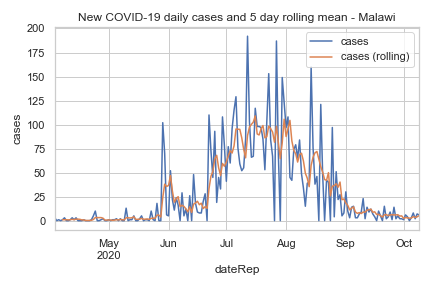 New COVID-19 daily cases and 5 day rolling mean - Malawi
cases
cases (rolling)
200
175
150
125
100
75
50
25
0
cases
May
2020
Jun
Jul
Aug
Sep
Oct
dateRep